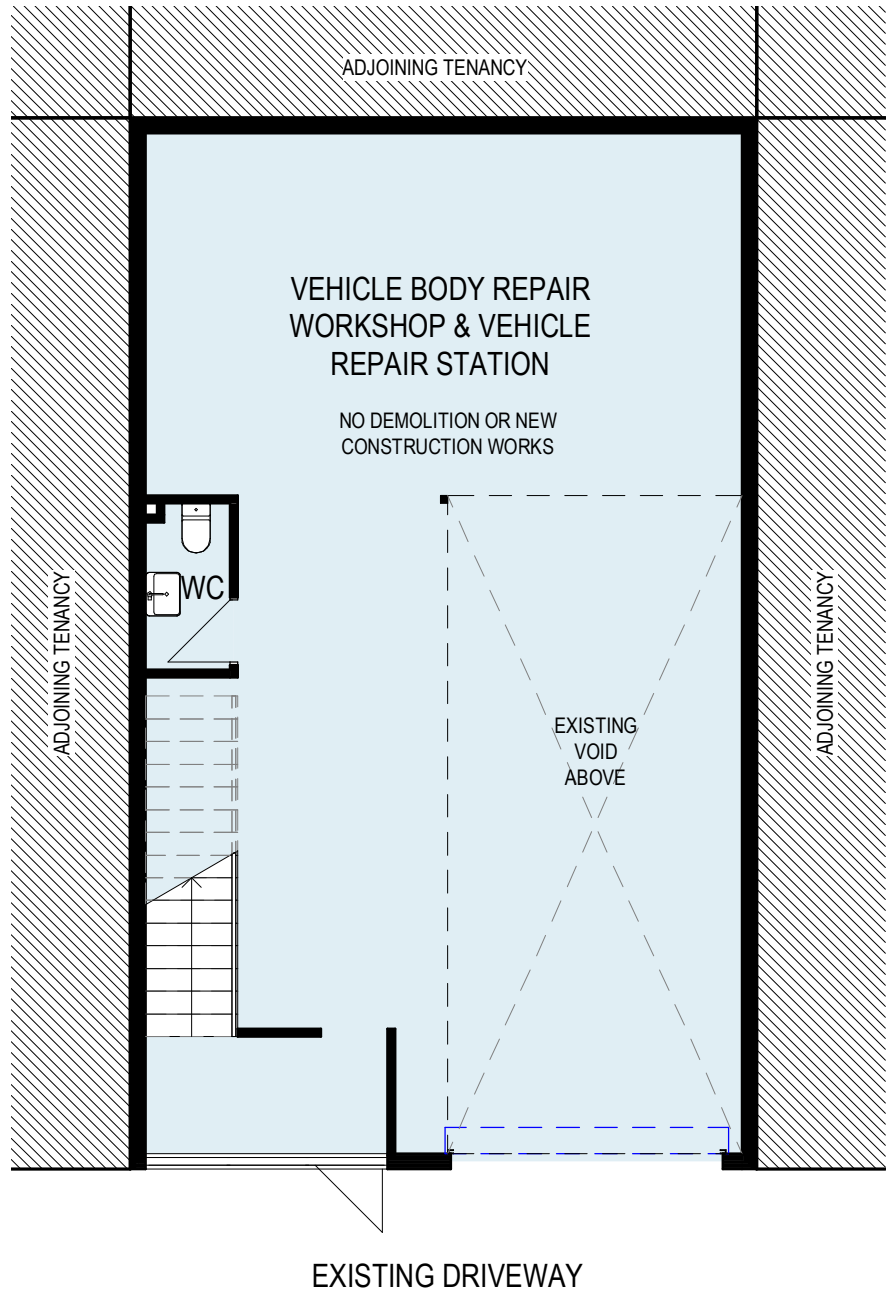 ADJOINING TENANCY
VEHICLE BODY REPAIR
WORKSHOP & VEHICLE
REPAIR STATION
NO DEMOLITION OR NEW
CONSTRUCTION WORKS
WC
ADJOINING TENANCY
ADJOINING TENANCY
EXISTING
VOID
ABOVE
EXISTING DRIVEWAY